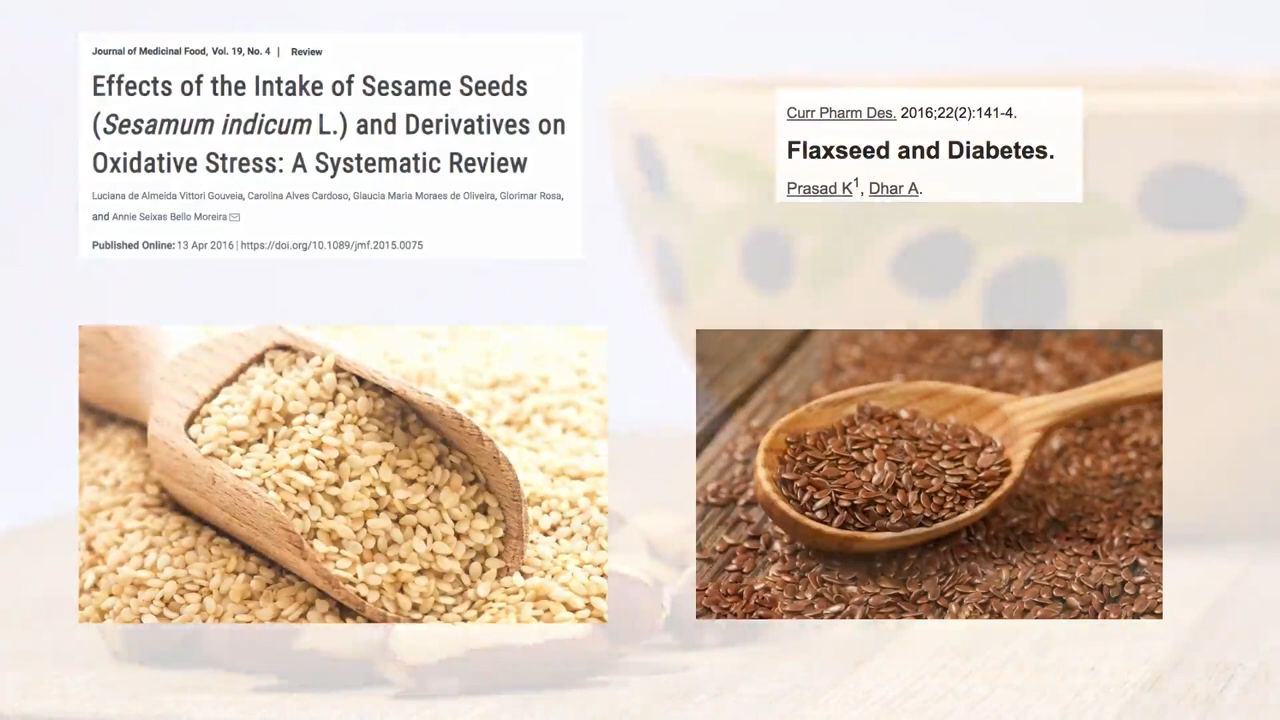 Journal of Medicinal Food, Vol. 19, No. 4 | Review
Effects of the Intake of Sesame Seeds
(Sesamum indicum L.) and Derivatives on
Oxidative Stress: A Systematic Review
Luciana de Almeida Vittori Gouveia, Carolina Alves Cardoso, Glaucia Maria Moraes de Oliveira, Glorimar Rosa,
and Annie Seixas Bello Moreira
Published Online: 13 Apr 2016 | https://doi.org/10.1089/jmf.2015.0075
Curr Pharm Des. 2016;22(2):141-4.
Flaxseed and Diabetes.
Prasad K1, Dhar A.